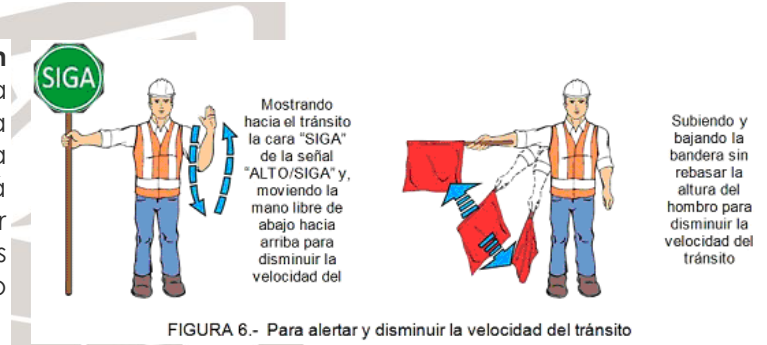 n
a
a
a
a
r
s
o
SIGA
Mostrando
hacia el tránsito
la cara "SIGA"
de la señal
"ALTO/SIGA" y,
moviendo la
mano libre de
abajo hacia
arriba para
disminuir la
velocidad del
Subiendo y
bajando la
bandera sin
rebasar la
altura del
hombro para
disminuir la
velocidad del
tránsito
FIGURA 6.- Para alertar y disminuir la velocidad del tránsito